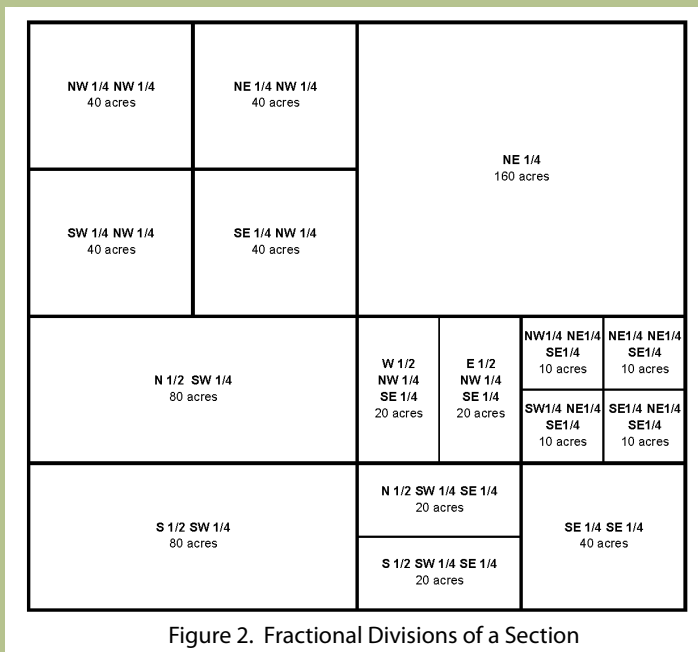 NW 1/4 NW 1/4
40 acres
NE 1/4 NW 1/4
40 acres
NE 1/4
160 acres
SW 1/4 NW 1/4
40 acres
SE 1/4 NW 1/4
40 acres
N 1/2 SW 1/4
80 acres
W 1/2
NW 1/4
SE 1/4
20 acres
E 1/2
NW 1/4
SE 1/4
20 acres
NW1/4 NE1/4
SE1/4
10 acres
NE1/4 NE1/4
SE1/4
10 acres
SW1/4 NE1/4
SE1/4
10 acres
SE1/4 NE1/4
SE1/4
10 acres
S 1/2 SW 1/4
80 acres
N 1/2 SW 1/4 SE 1/4
20 acres
S 1/2 SW 1/4 SE 1/4
20 acres
SE 1/4 SE 1/4
40 acres
Figure 2. Fractional Divisions of a Section